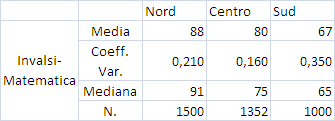 Nord Centro Sud
Invalsi-
Matematica
Media 88 80 67
Coeff.
Var. 0,210 0,160 0,350
Mediana 91 75 65
N. 1500 1352 1000